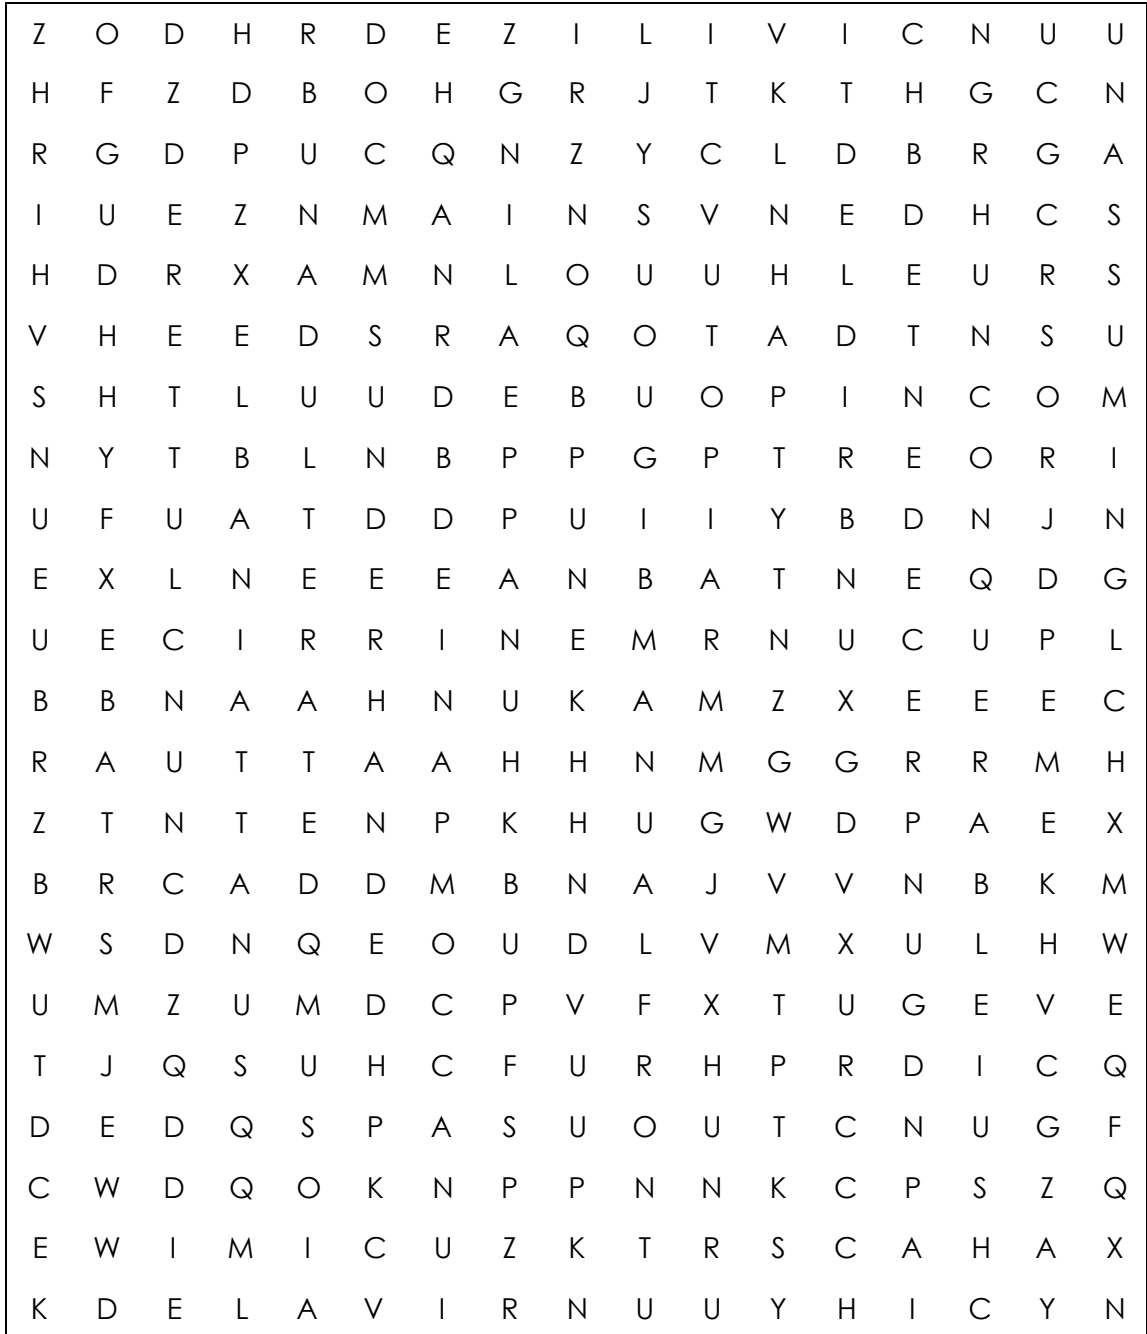 Z O D H R D E Z I L I V I C N U U
H F Z D B O H G R J T K T H G C N
R G D P U C Q N Z Y C L D B R G A
I U E Z N M A I N S V N E D H C S
H D R X A M N L O U U H L E U R S
V H E E D S R A Q O T A D T N S U
S H T L U U D E B U O P I N C O M
N Y T B L N B P P G P T R E O R I
U F U A T D D P U I I Y B D N J N
E X L N E E E A N B A T N E Q D G
U E C I R R I N E M R N U C U P L
B B N A A H N U K A M Z X E E E C
R A U T T A A H H N M G G R R M H
Z T N T E N P K H U G W D P A E X
B R C A D D M B N A J V V N B K M
W S D N Q E O U D L V M X U L H W
U M Z U M D C P V F X T U G E V E
T J Q S U H C F U R H P R D I C Q
D E D Q S P A S U O U T C N U G F
C W D Q O K N P P N N K C P S Z Q
E W I M I C U Z K T R S C A H A X
K D E L A V I R N U U Y H I C Y N